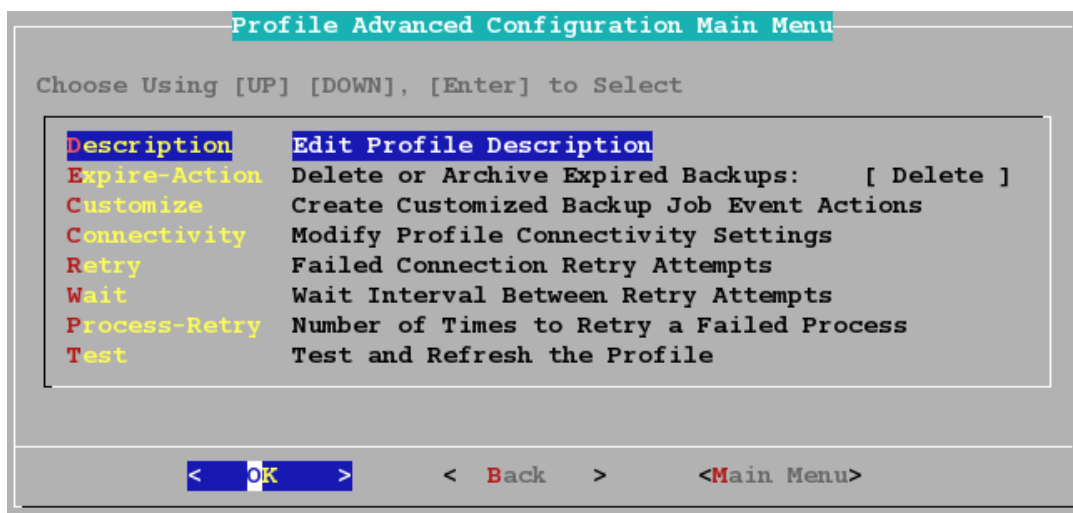 Profile Advanced Configuration Main Menu
Choose Using [UP] [DOWN], [Enter] to Select
Description Edit Profile Description
Expire-Action Delete or Archive Expired Backups: [ Delete ]
Customize Create Customized Backup Job Event Actions
Connectivity Modify Profile Connectivity Settings
Retry Failed Connection Retry Attempts
Wait Wait Interval Between Retry Attempts
Process-Retry Number of Times to Retry a Failed Process
Test Test and Refresh the Profile
< OK > < Back > <Main Menu>